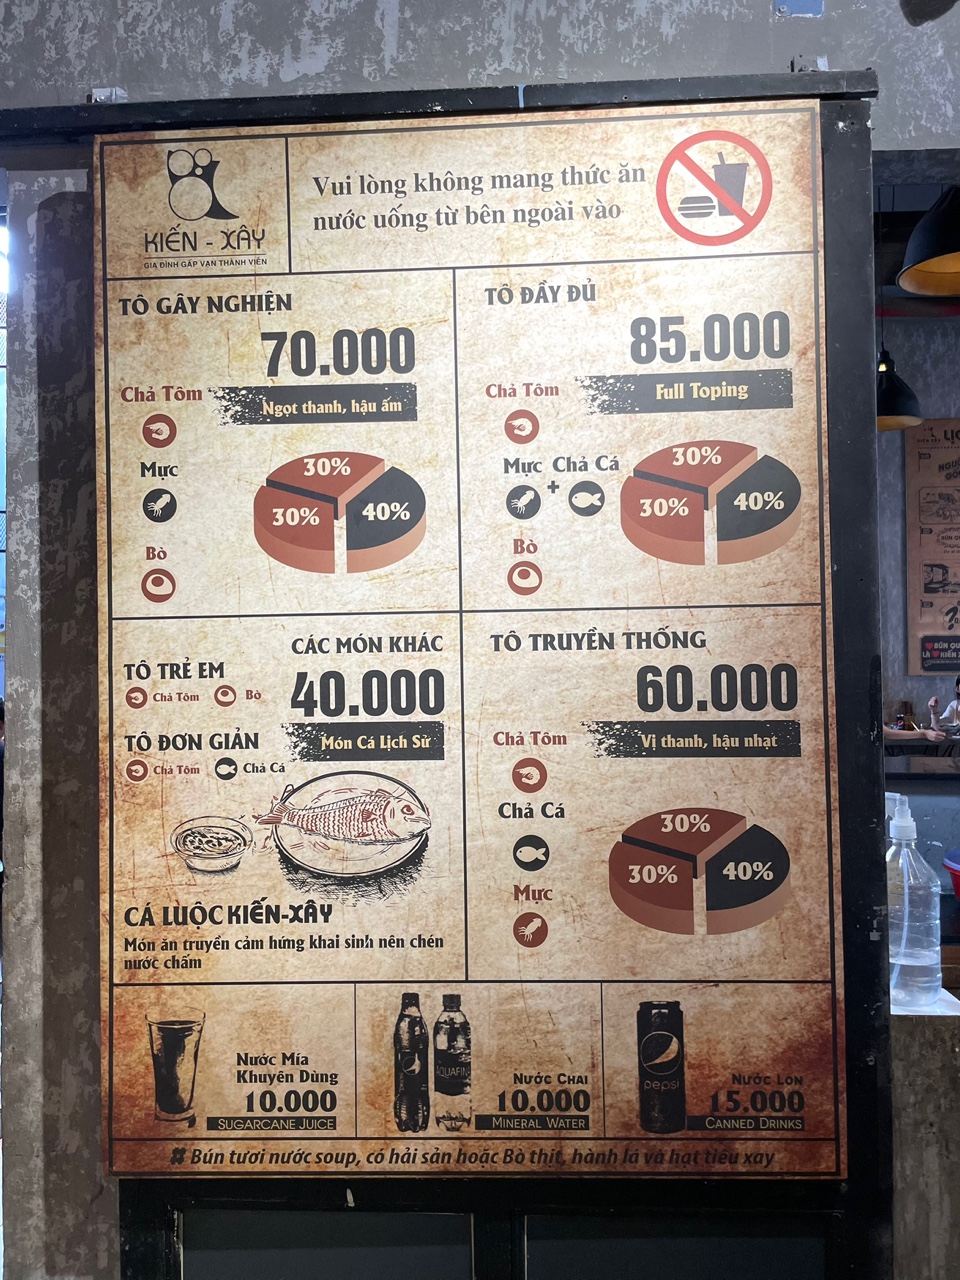 KIẾN - XÂY
GIA ĐÌNH GẤP VẠN THÀNH VIÊN
Vui lòng không mang thức ăn
nước uống từ bên ngoài vào
TÔ GÂY NGHIỆN
70.000
Chả Tôm
Ngọt thanh, hậu ấm
Mực
Bò
30%
30%
40%
TÔ ĐẦY ĐỦ
85.000
Chả Tôm
Full Toping
Mực + Chả Cá
Bò
30%
30%
40%
CÁC MÓN KHÁC
TÔ TRẺ EM
40.000
Chả Tôm Bò
Món Cá Lịch Sử
TÔ ĐƠN GIẢN
Chả Tôm Chả Cá
CÁ LUỘC KIẾN-XÂY
Món ăn truyền cảm hứng khai sinh nên chén
nước chấm
TÔ TRUYỀN THỐNG
60.000
Chả Tôm
Vị thanh, hậu nhạt
Chả Cá
Mực
30%
30%
40%
Nước Mía
Khuyên Dùng
10.000
SUGARCANE JUICE
AQUAFIN
Nước Chai
10.000
MINERAL WATER
pepsi
Nước Lon
15.000
CANNED DRINKS
Bún tươi nước soup, có hải sản hoặc Bò thịt, hành lá và hạt tiêu xay